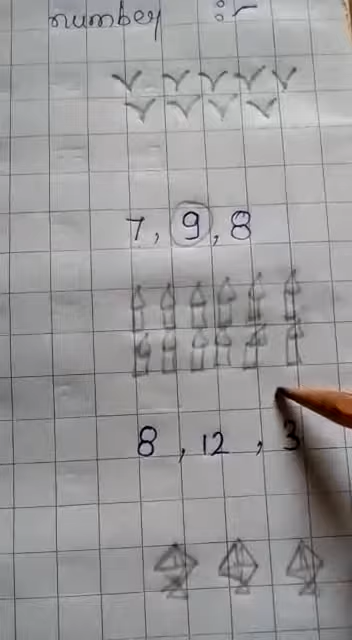 number :-
7, 9, 8
8, 12, 3